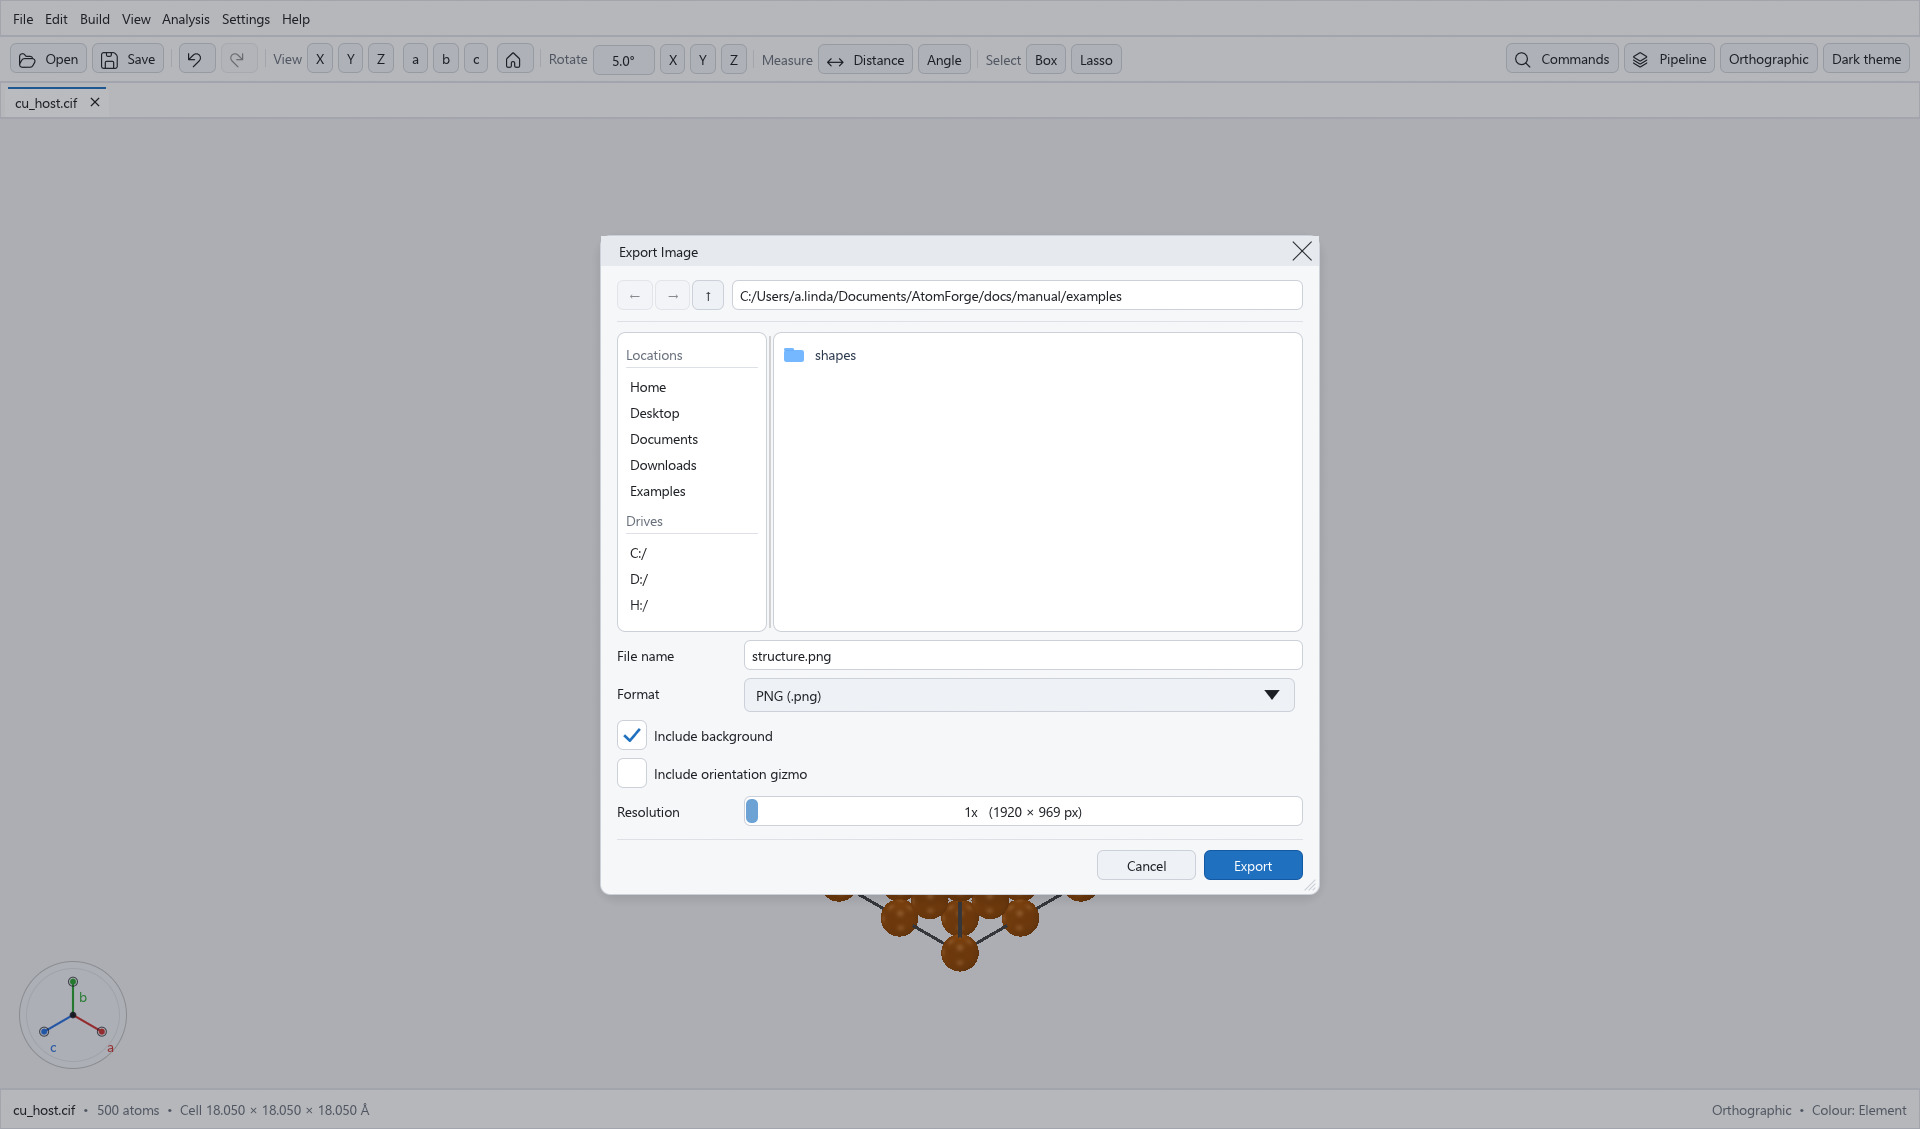 File Edit Build View Analysis Settings Help
Open Save View X Y Z a b c Rotate 5.0° X Y Z Measure Distance Angle Select Box Lasso Commands Pipeline Orthographic Dark theme
cu_host.cif
Export Image
← → ↑ C:/Users/a.linda/Documents/AtomForge/docs/manual/examples
Locations
Home
Desktop
Documents
Downloads
Examples
Drives
C:/
D:/
H:/
shapes
File name structure.png
Format PNG (.png)
Include background
Include orientation gizmo
Resolution 1x (1920 × 969 px)
Cancel Export
b
c a
cu_host.cif • 500 atoms • Cell 18.050 × 18.050 × 18.050 Å Orthographic • Colour: Element